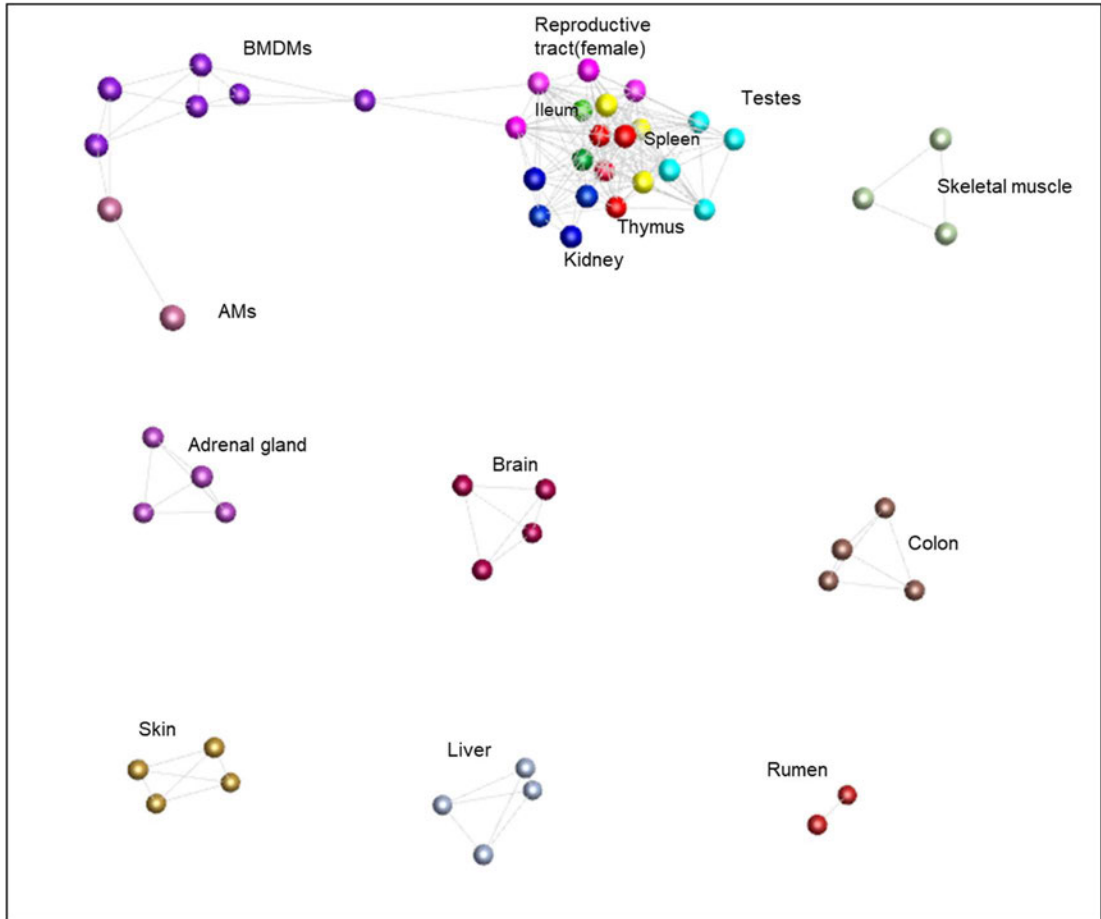 Reproductive
tract(female)
BMDMs
Testes
Ileum
Spleen
Skeletal muscle
Thymus
Kidney
AMs
Adrenal gland
Brain
Colon
Skin
Liver
Rumen